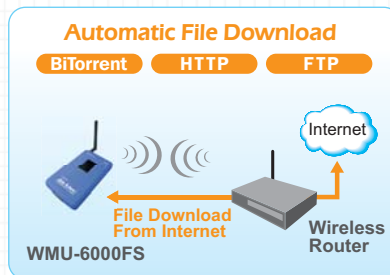 Automatic File Download
BiTorrent HTTP FTP
Internet
File Download
From Internet
Wireless
Router
WMU-6000FS